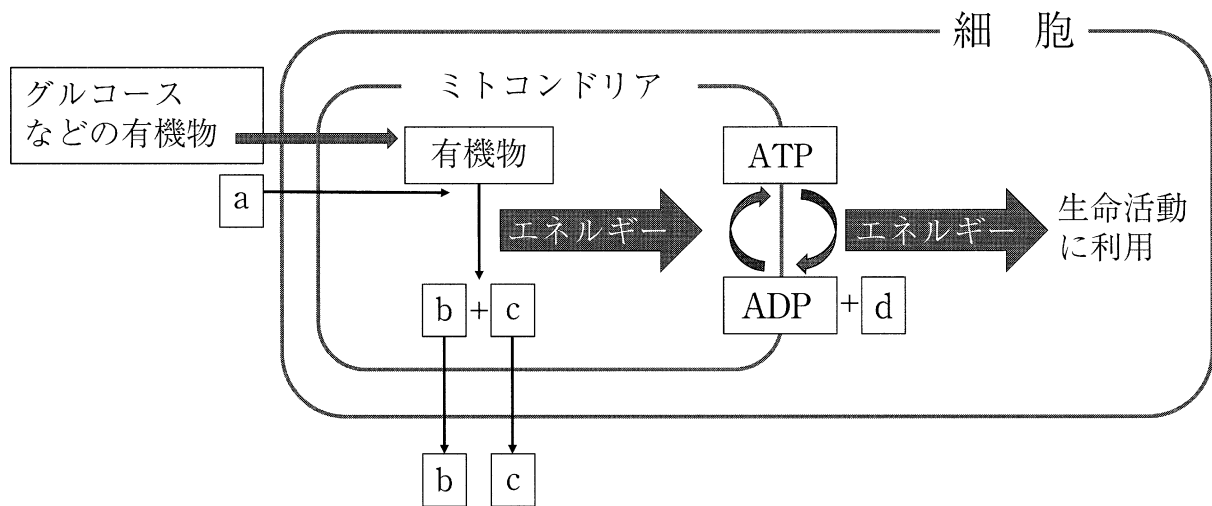 細 胞
ミトコンドリア
グルコース
などの有機物
有機物
ATP
a
エネルギー
エネルギー
生命活動
に利用
b + c
ADP + d
b
c